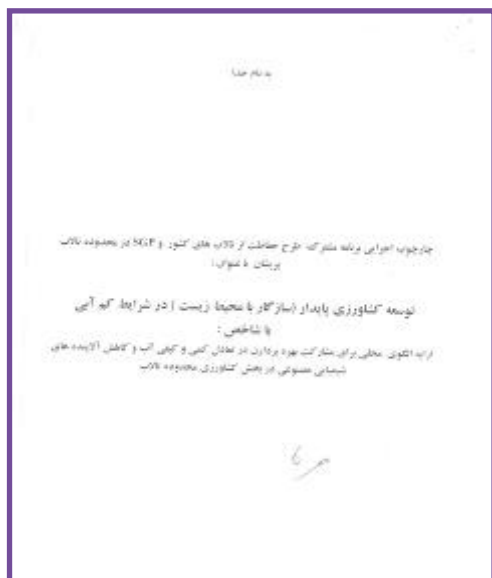 به نام خدا
چارچوب اجرایی برنامه مشترک طرح حفاظت از تالاب های کشور و SGP در محدوده تالاب
پریشان با عنوان :
توسعه کشاورزی پایدار (سازگار با محیط زیست ) در شرایط کم آبی
با شاخص :
ارایه الگوی محلی برای مشارکت بهره برداران در تعادل کمی و کیفی آب و کاهش آلاینده های
شیمیایی مصنوعی در بخش کشاورزی محدوده تالاب